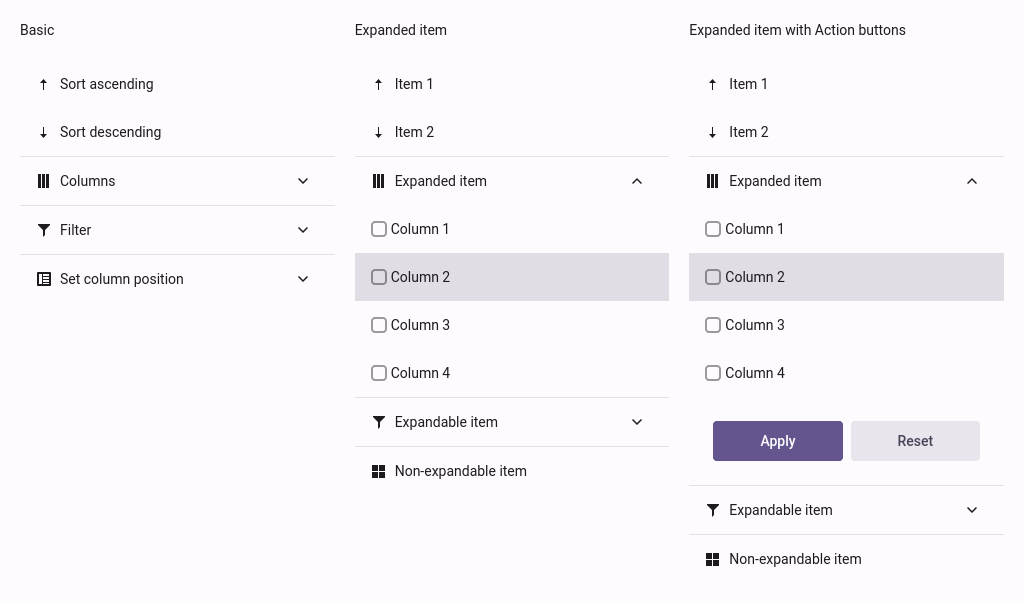 Basic
Sort ascending
Sort descending
Columns
Filter
Set column position
Expanded item
Item 1
Item 2
Expanded item
Column 1
Column 2
Column 3
Column 4
Expandable item
Non-expandable item
Expanded item with Action buttons
Item 1
Item 2
Expanded item
Column 1
Column 2
Column 3
Column 4
Apply Reset
Expandable item
Non-expandable item